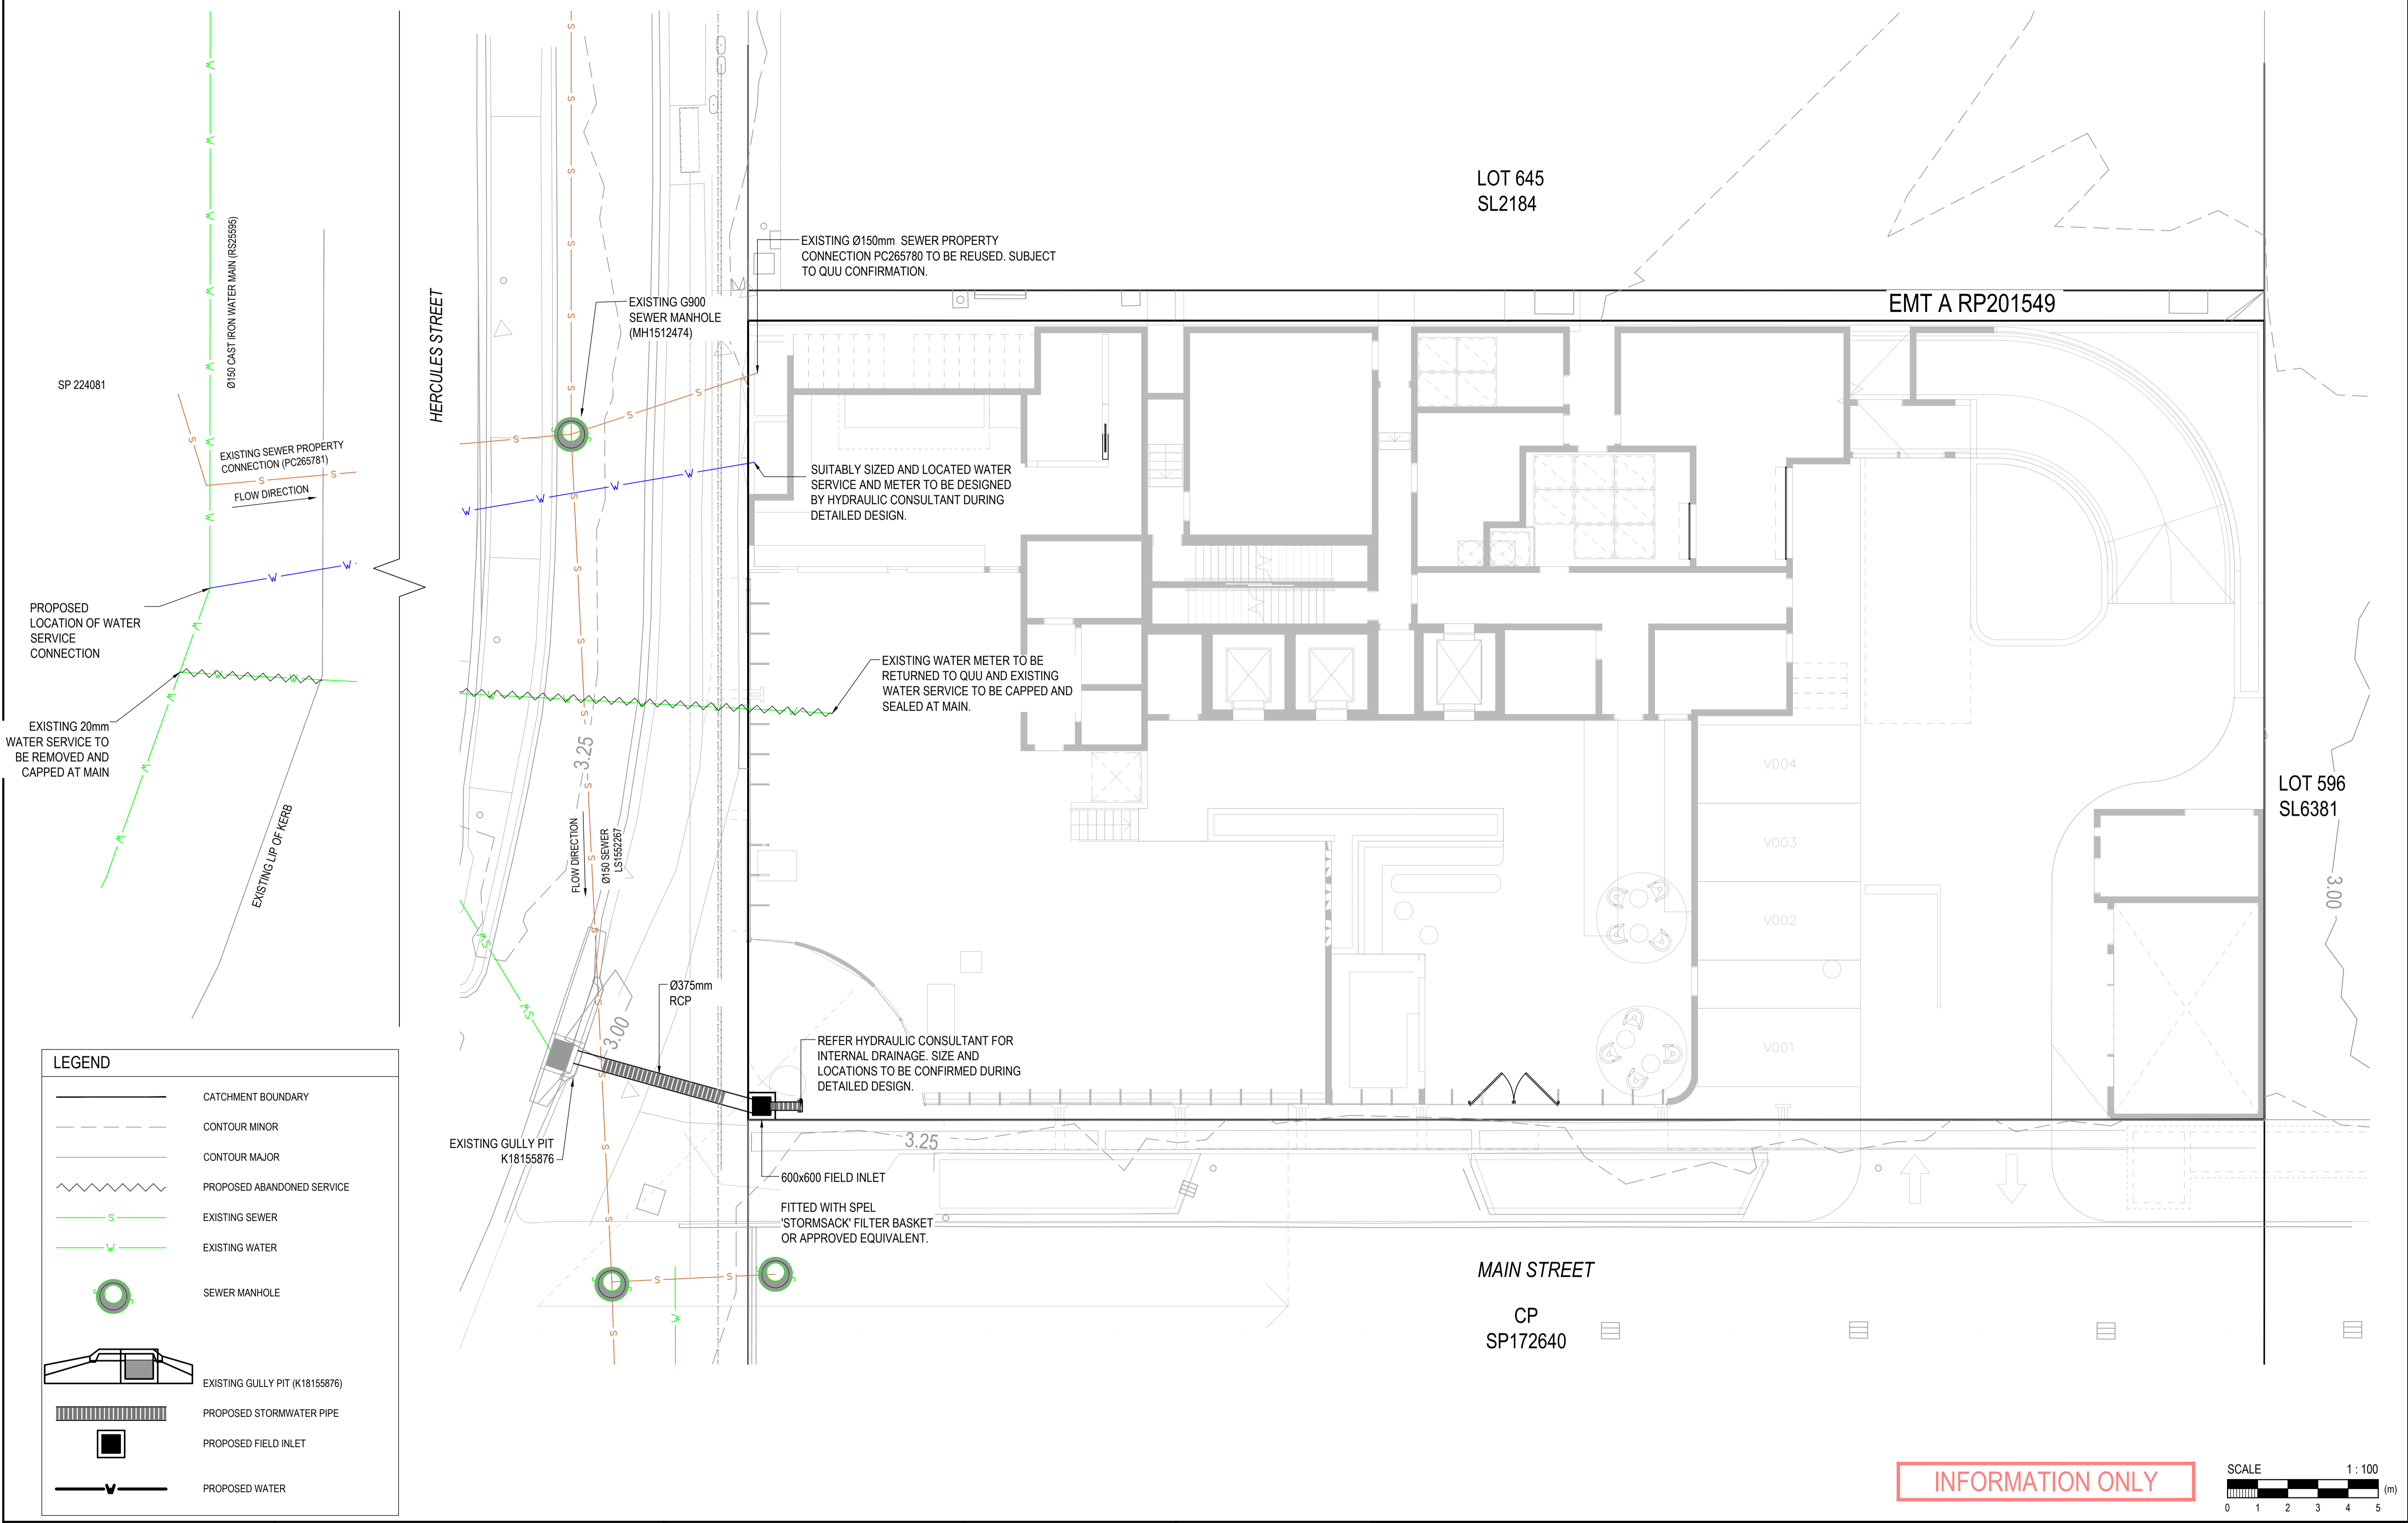 LOT 645
SL2184
EMT A RP201549
EXISTING Ø150mm SEWER PROPERTY
CONNECTION PC265780 TO BE REUSED. SUBJECT
TO QUU CONFIRMATION.
EXISTING G900
SEWER MANHOLE
(MH1512474)
HERCULES STREET
Ø150 CAST IRON WATER MAIN (RS25595)
SP 224081
EXISTING SEWER PROPERTY
CONNECTION (PC265781)
FLOW DIRECTION
SUITABLY SIZED AND LOCATED WATER
SERVICE AND METER TO BE DESIGNED
BY HYDRAULIC CONSULTANT DURING
DETAILED DESIGN.
PROPOSED
LOCATION OF WATER
SERVICE
CONNECTION
EXISTING WATER METER TO BE
RETURNED TO QUU AND EXISTING
WATER SERVICE TO BE CAPPED AND
SEALED AT MAIN.
EXISTING 20mm
WATER SERVICE TO
BE REMOVED AND
CAPPED AT MAIN
EXISTING LIP OF KERB
3.25
FLOW DIRECTION
Ø150 SEWER
LS1552267
V004
V003
V002
V001
LOT 596
SL6381
3.00
Ø375mm
RCP
3.00
REFER HYDRAULIC CONSULTANT FOR
INTERNAL DRAINAGE. SIZE AND
LOCATIONS TO BE CONFIRMED DURING
DETAILED DESIGN.
EXISTING GULLY PIT
K18155876
3.25
600x600 FIELD INLET
FITTED WITH SPEL
'STORMSACK' FILTER BASKET
OR APPROVED EQUIVALENT.
MAIN STREET
CP
SP172640
LEGEND
CATCHMENT BOUNDARY
CONTOUR MINOR
CONTOUR MAJOR
PROPOSED ABANDONED SERVICE
S EXISTING SEWER
W EXISTING WATER
SEWER MANHOLE
EXISTING GULLY PIT (K18155876)
PROPOSED STORMWATER PIPE
PROPOSED FIELD INLET
W PROPOSED WATER
INFORMATION ONLY
SCALE 1 : 100
(m)
0 1 2 3 4 5